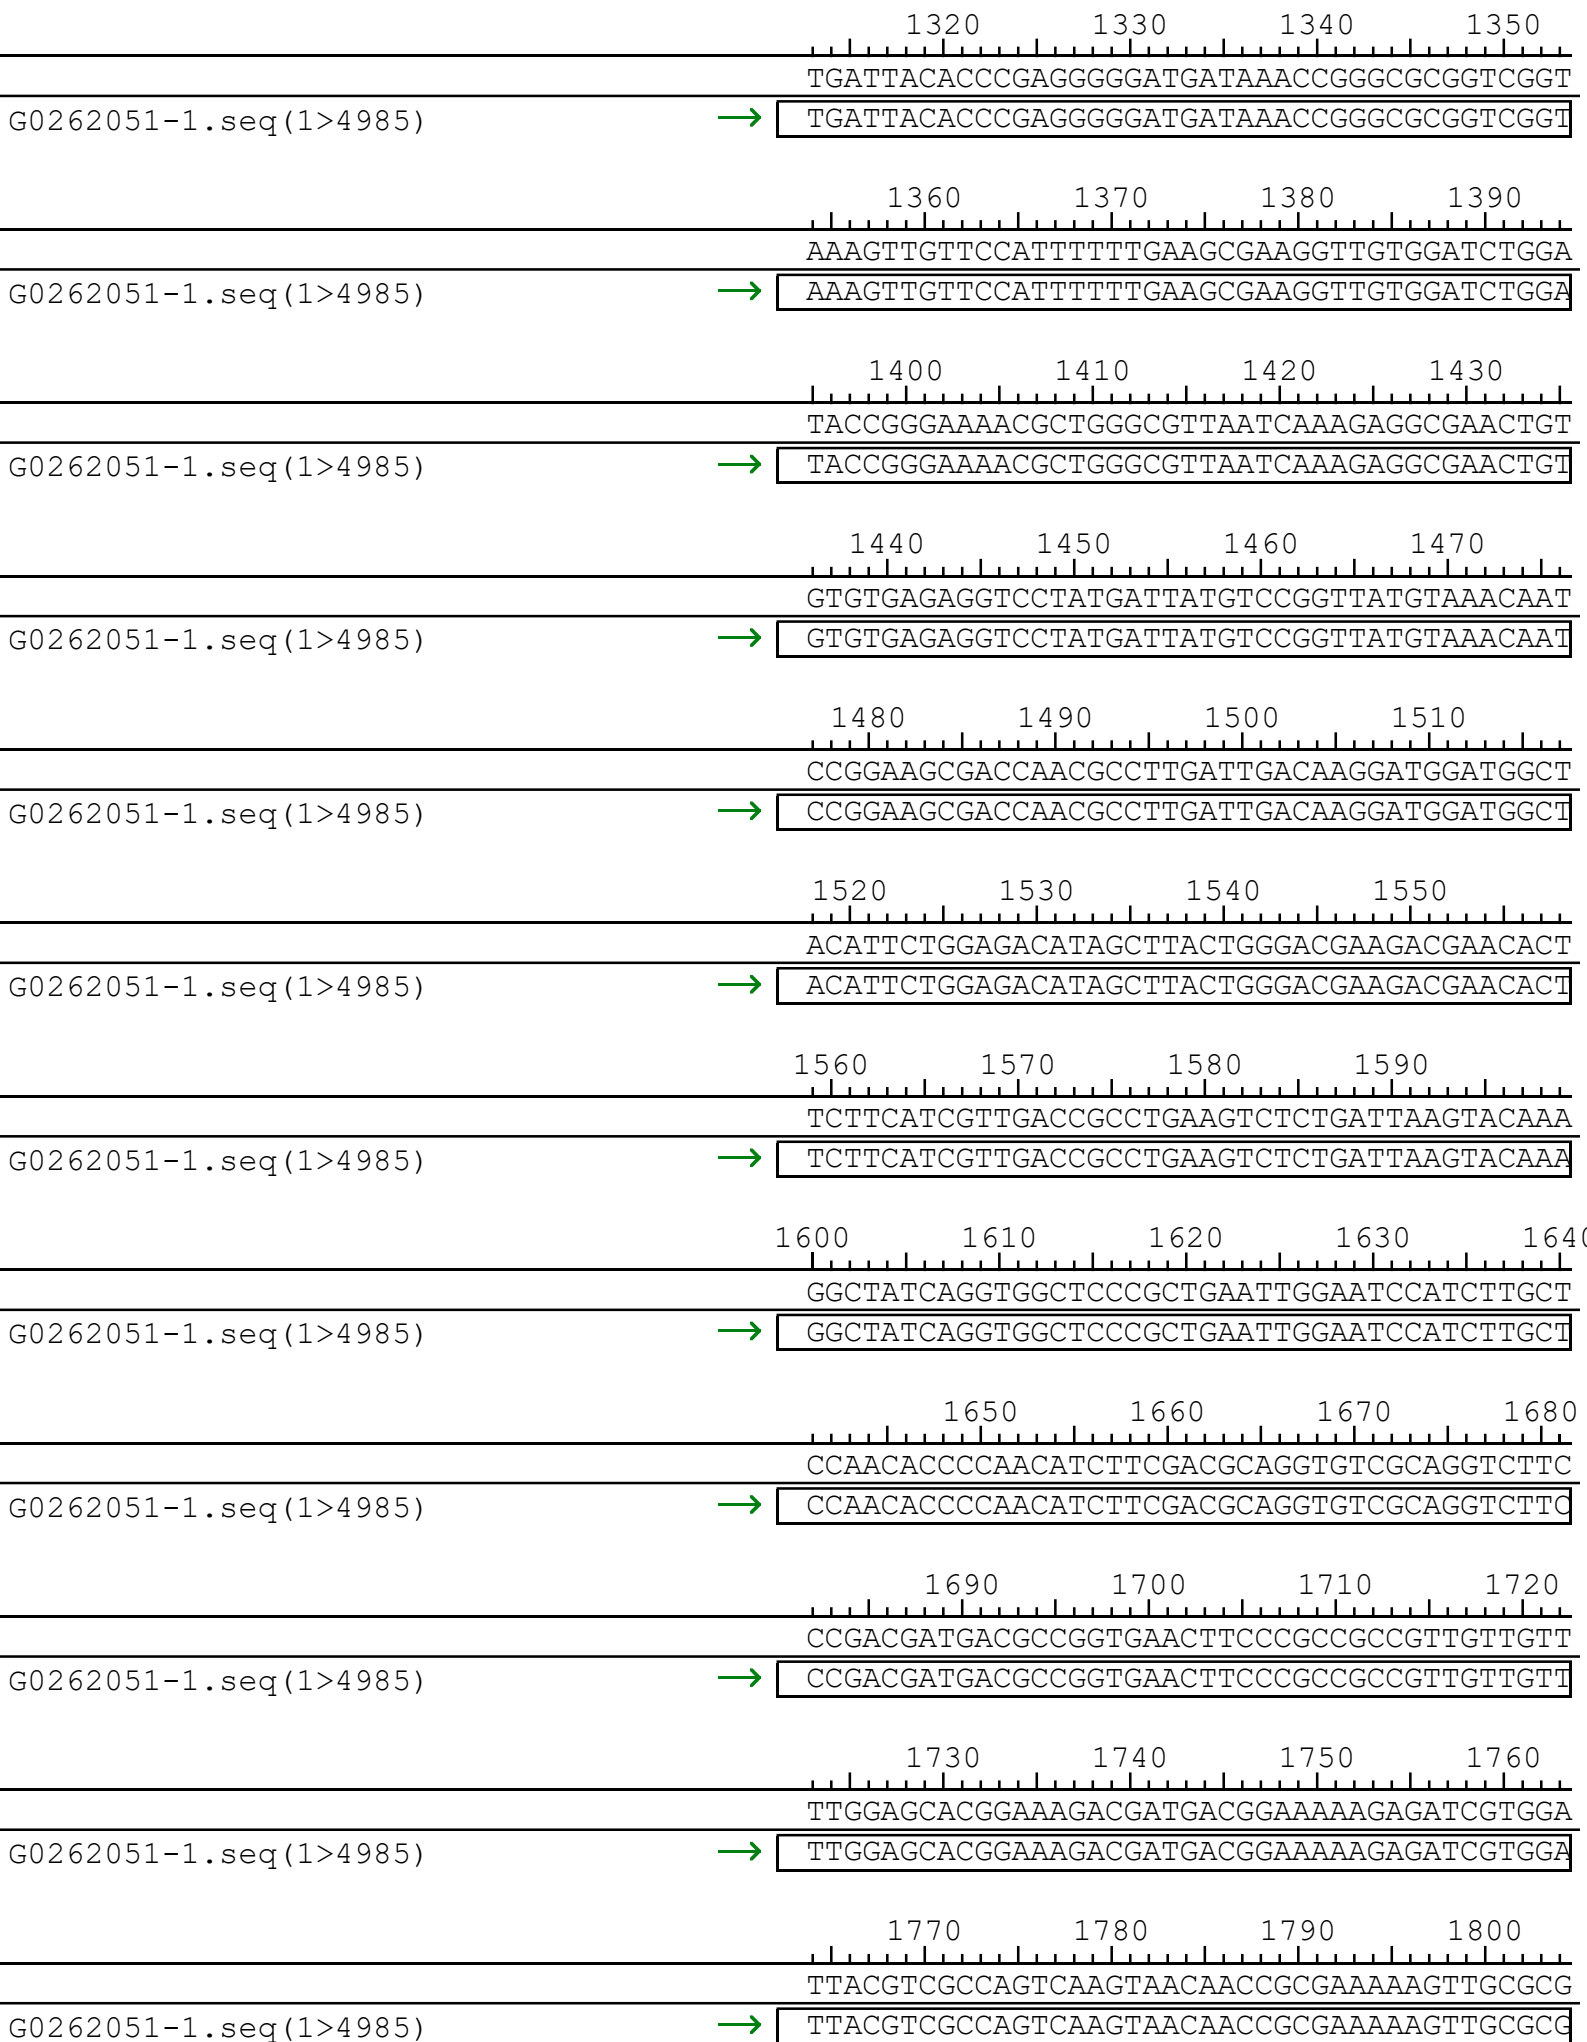 1320 1330 1340 1350
TGATTACACCCGAGGGGGATGATAAACCGGGCGCGGTCGGT
G0262051-1.seq(1>4985) → TGATTACACCCGAGGGGGATGATAAACCGGGCGCGGTCGGT
1360 1370 1380 1390
AAAGTTGTTCCATTTTTTGAAGCGAAGGTTGTGGATCTGGA
G0262051-1.seq(1>4985) → AAAGTTGTTCCATTTTTTGAAGCGAAGGTTGTGGATCTGGA
1400 1410 1420 1430
TACCGGGAAAACGCTGGGCGTTAATCAAAGAGGCGAACTGT
G0262051-1.seq(1>4985) → TACCGGGAAAACGCTGGGCGTTAATCAAAGAGGCGAACTGT
1440 1450 1460 1470
GTGTGAGAGGTCCTATGATTATGTCCGGTTATGTAAACAAT
G0262051-1.seq(1>4985) → GTGTGAGAGGTCCTATGATTATGTCCGGTTATGTAAACAAT
1480 1490 1500 1510
CCGGAAGCGACCAACGCCTTGATTGACAAGGATGGATGGCT
G0262051-1.seq(1>4985) → CCGGAAGCGACCAACGCCTTGATTGACAAGGATGGATGGCT
1520 1530 1540 1550
ACATTCTGGAGACATAGCTTACTGGGACGAAGACGAACACT
G0262051-1.seq(1>4985) → ACATTCTGGAGACATAGCTTACTGGGACGAAGACGAACACT
1560 1570 1580 1590
TCTTCATCGTTGACCGCCTGAAGTCTCTGATTAAGTACAAA
G0262051-1.seq(1>4985) → TCTTCATCGTTGACCGCCTGAAGTCTCTGATTAAGTACAAA
1600 1610 1620 1630 1640
GGCTATCAGGTGGCTCCCGCTGAATTGGAATCCATCTTGCT
G0262051-1.seq(1>4985) → GGCTATCAGGTGGCTCCCGCTGAATTGGAATCCATCTTGCT
1650 1660 1670 1680
CCAACACCCCAACATCTTCGACGCAGGTGTCGCAGGTCTTC
G0262051-1.seq(1>4985) → CCAACACCCCAACATCTTCGACGCAGGTGTCGCAGGTCTTC
1690 1700 1710 1720
CCGACGATGACGCCGGTGAACTTCCCGCCGCCGTTGTTGTT
G0262051-1.seq(1>4985) → CCGACGATGACGCCGGTGAACTTCCCGCCGCCGTTGTTGTT
1730 1740 1750 1760
TTGGAGCACGGAAAGACGATGACGGAAAAAGAGATCGTGGA
G0262051-1.seq(1>4985) → TTGGAGCACGGAAAGACGATGACGGAAAAAGAGATCGTGGA
1770 1780 1790 1800
TTACGTCGCCAGTCAAGTAACAACCGCGAAAAAGTTGCGCG
G0262051-1.seq(1>4985) → TTACGTCGCCAGTCAAGTAACAACCGCGAAAAAGTTGCGCG